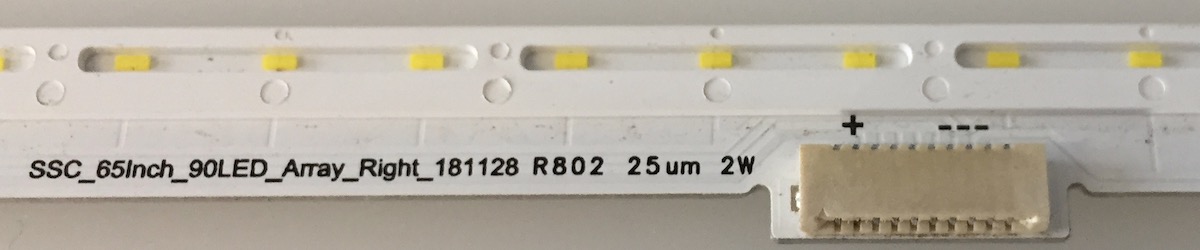 + ---
SSC_65Inch_90LED_Array_Right_181128 R802 25um 2W